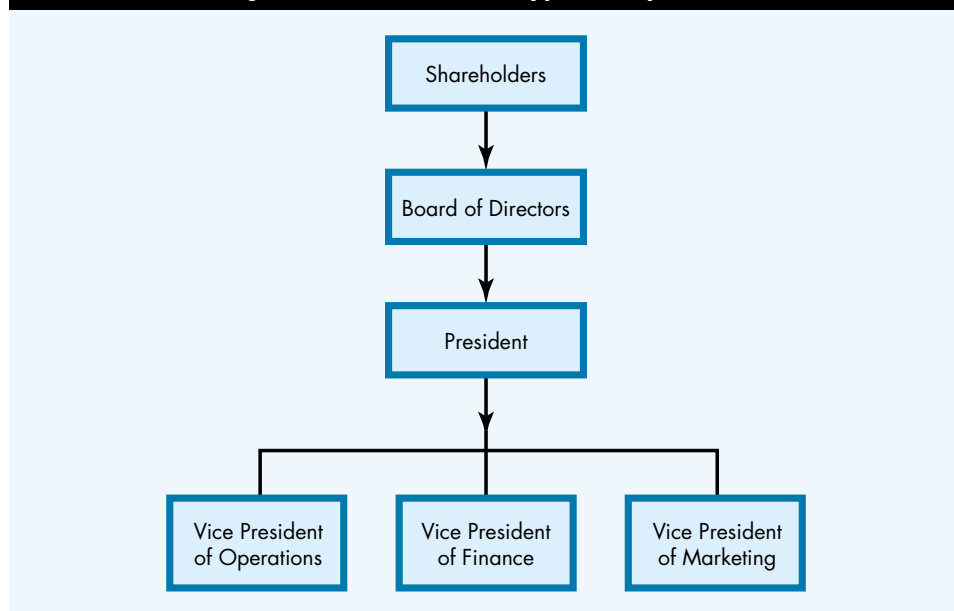 Shareholders
Board of Directors
President
Vice President
of Operations
Vice President
of Finance
Vice President
of Marketing